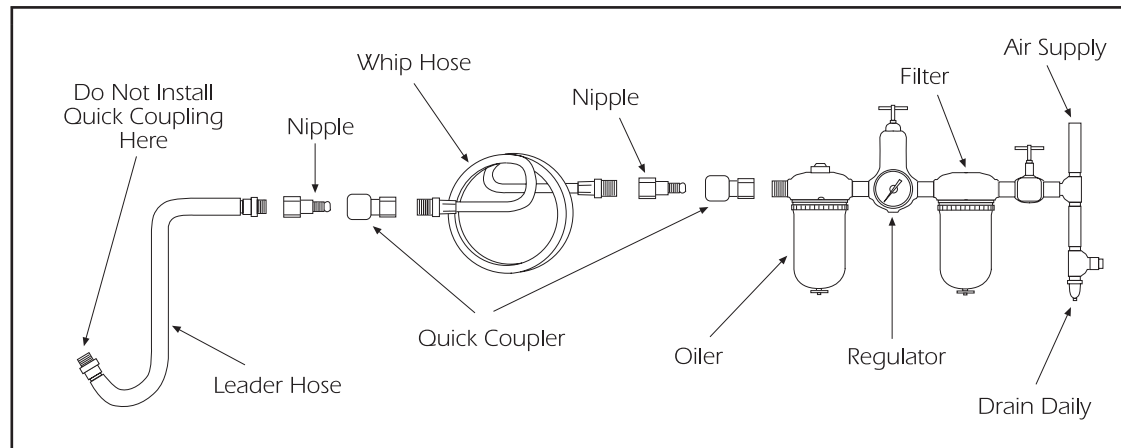 Air Supply
Whip Hose
Filter
Do Not Install
Quick Coupling
Here
Nipple
Nipple
Quick Coupler
Oiler
Regulator
Leader Hose
Drain Daily